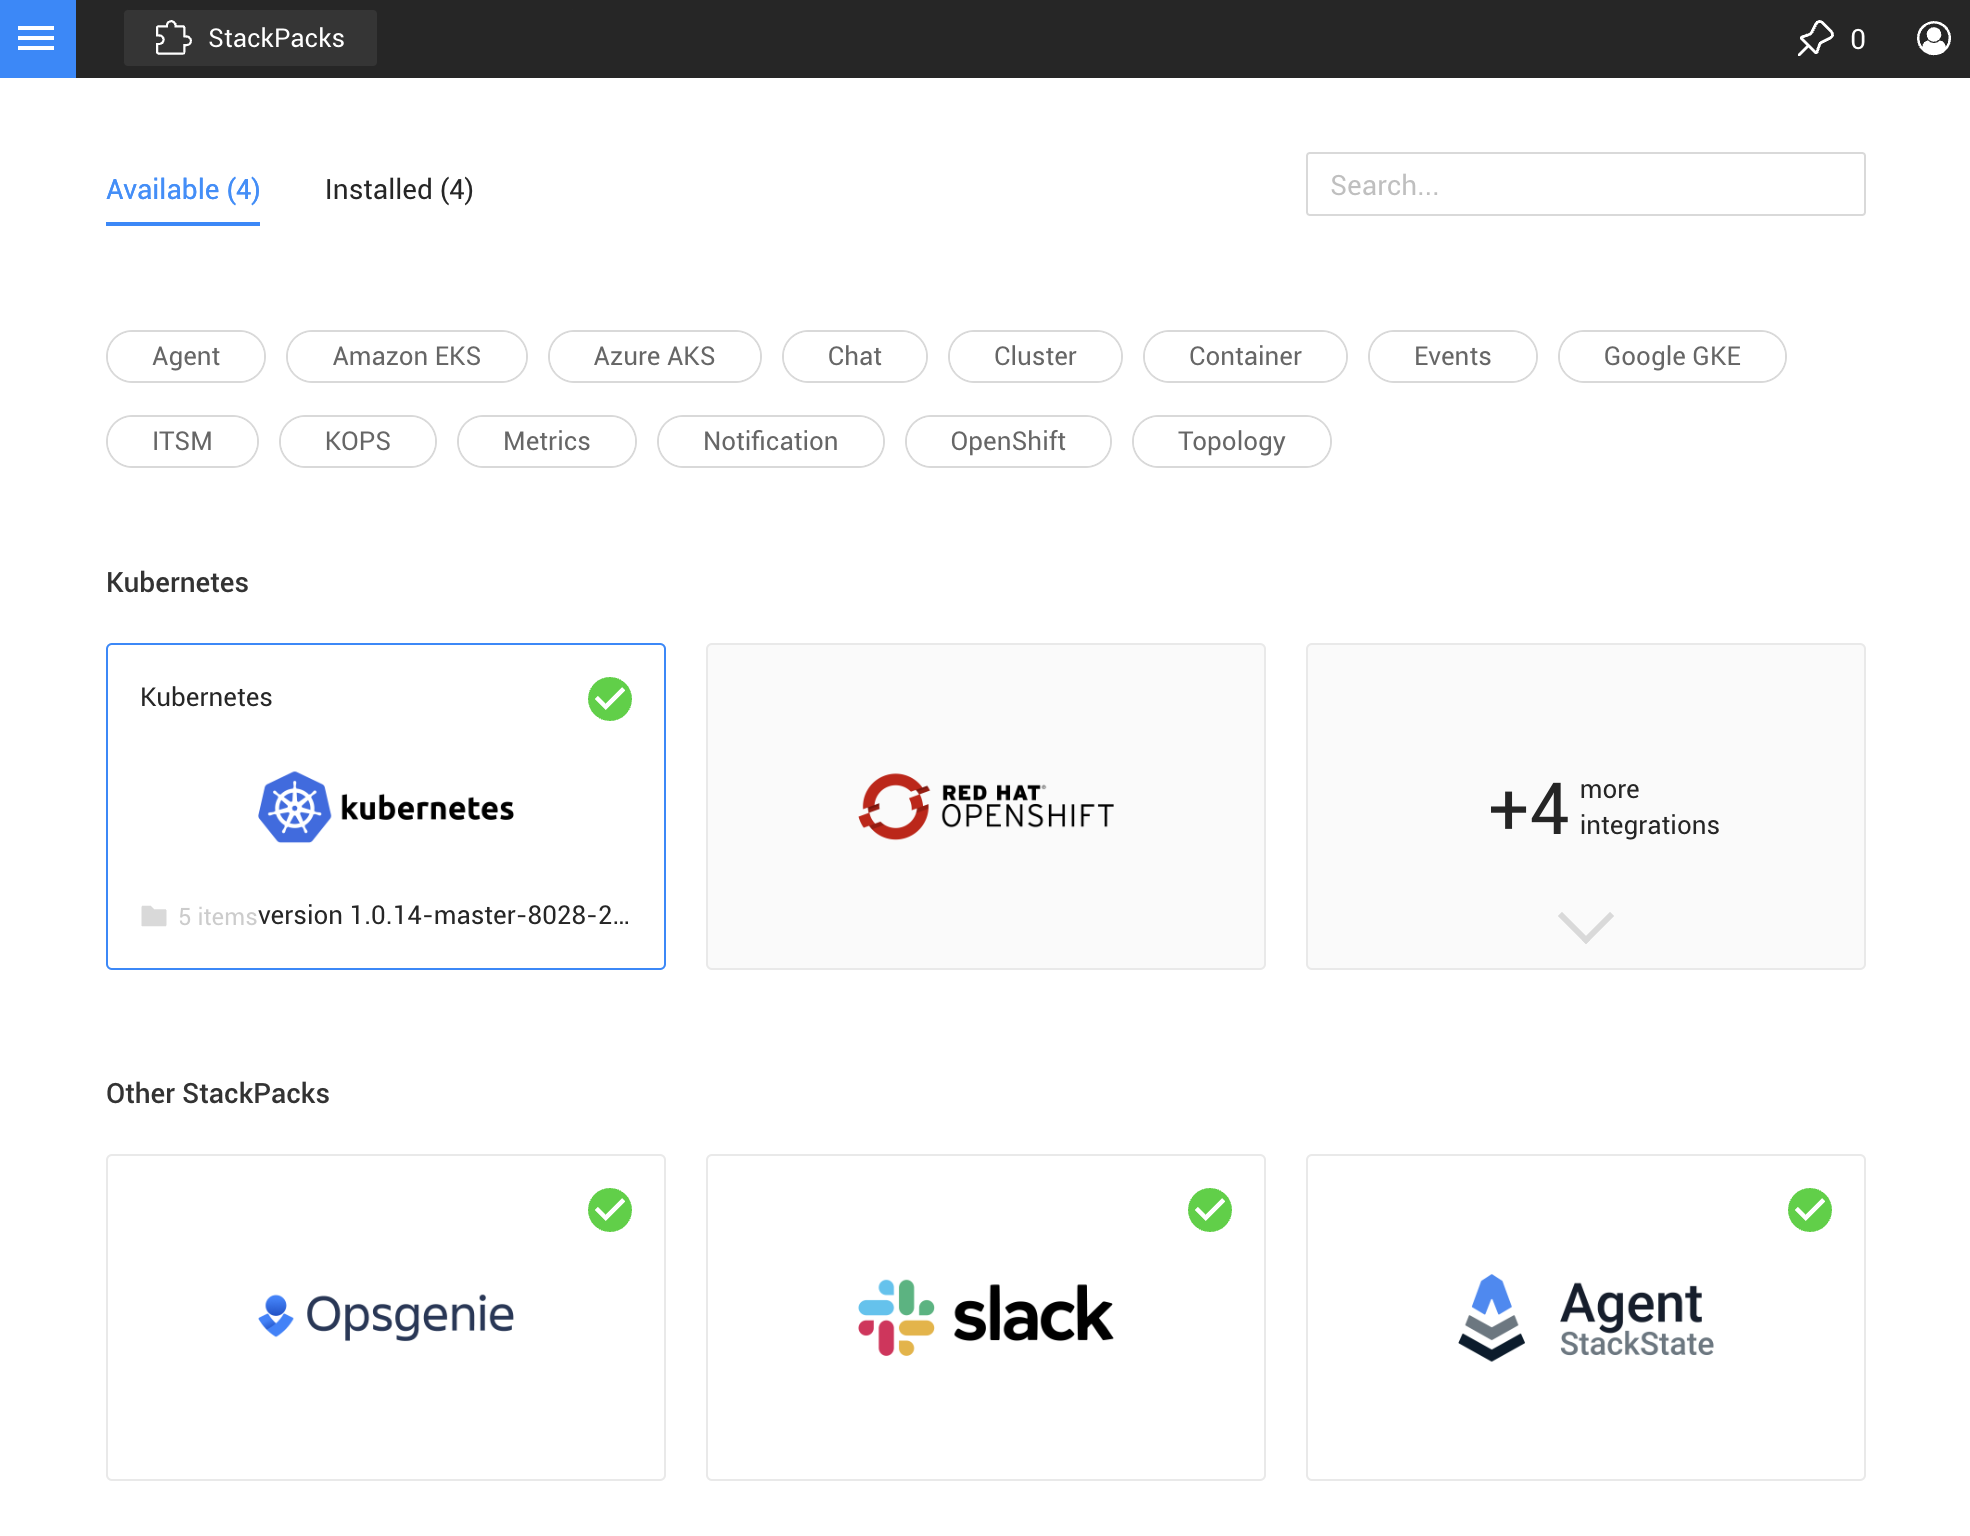 StackPacks
0
Available (4)
Installed (4)
Search...
Agent
Amazon EKS
Azure AKS
Chat
Cluster
Container
Events
Google GKE
ITSM
KOPS
Metrics
Notification
OpenShift
Topology
Kubernetes
Kubernetes
kubernetes
5 items version 1.0.14-master-8028-2...
RED HAT
OPENSHIFT
+4 more
integrations
Other StackPacks
Opsgenie
slack
Agent
StackState